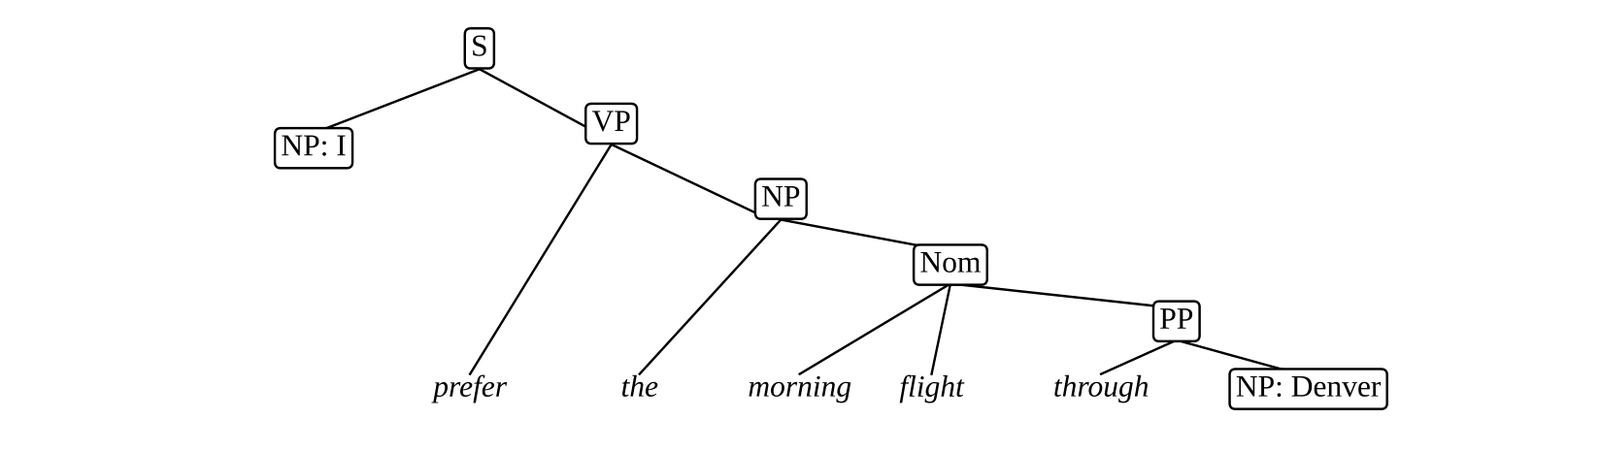 S
VP
NP: I
NP
Nom
PP
prefer the morning flight through NP: Denver